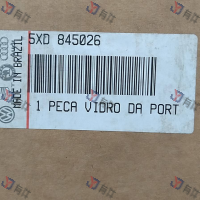 5XD 845026
MADE IN BRAZIL
1 PECA VIDRO DA PORT